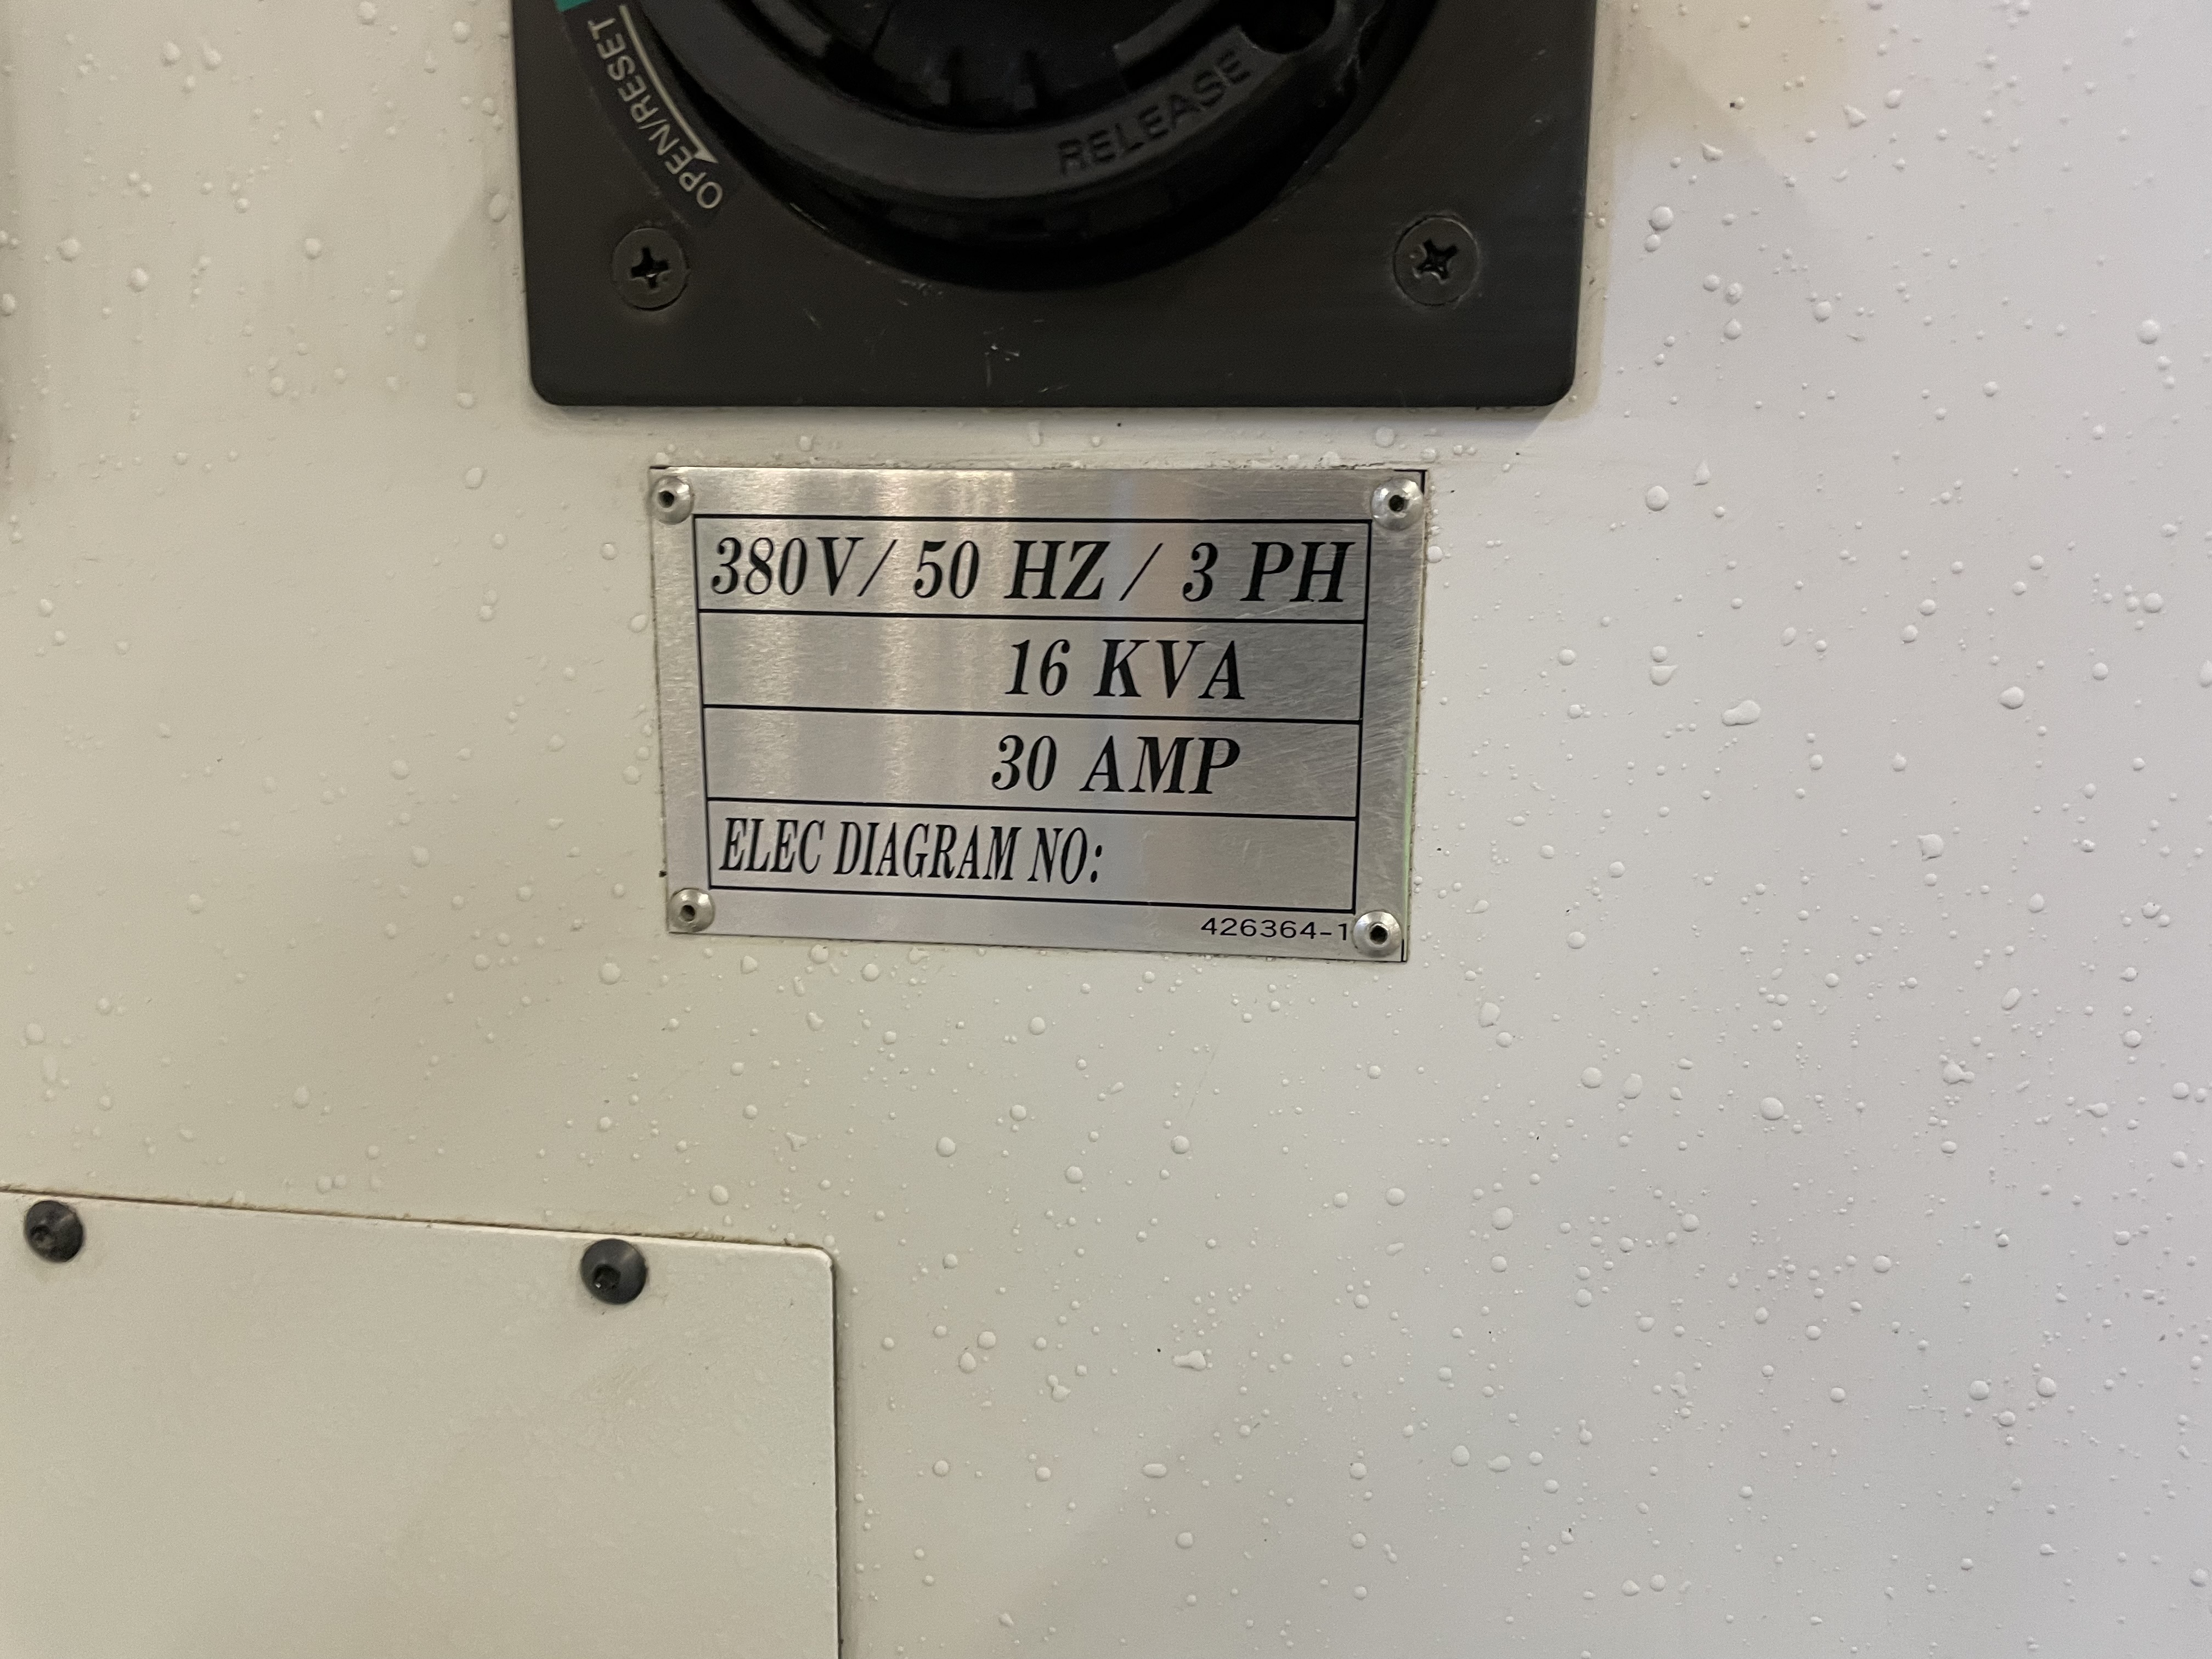 OPEN/RESET
RELEASE
380V/ 50 HZ / 3 PH
16 KVA
30 AMP
ELEC DIAGRAM NO:
426364-1